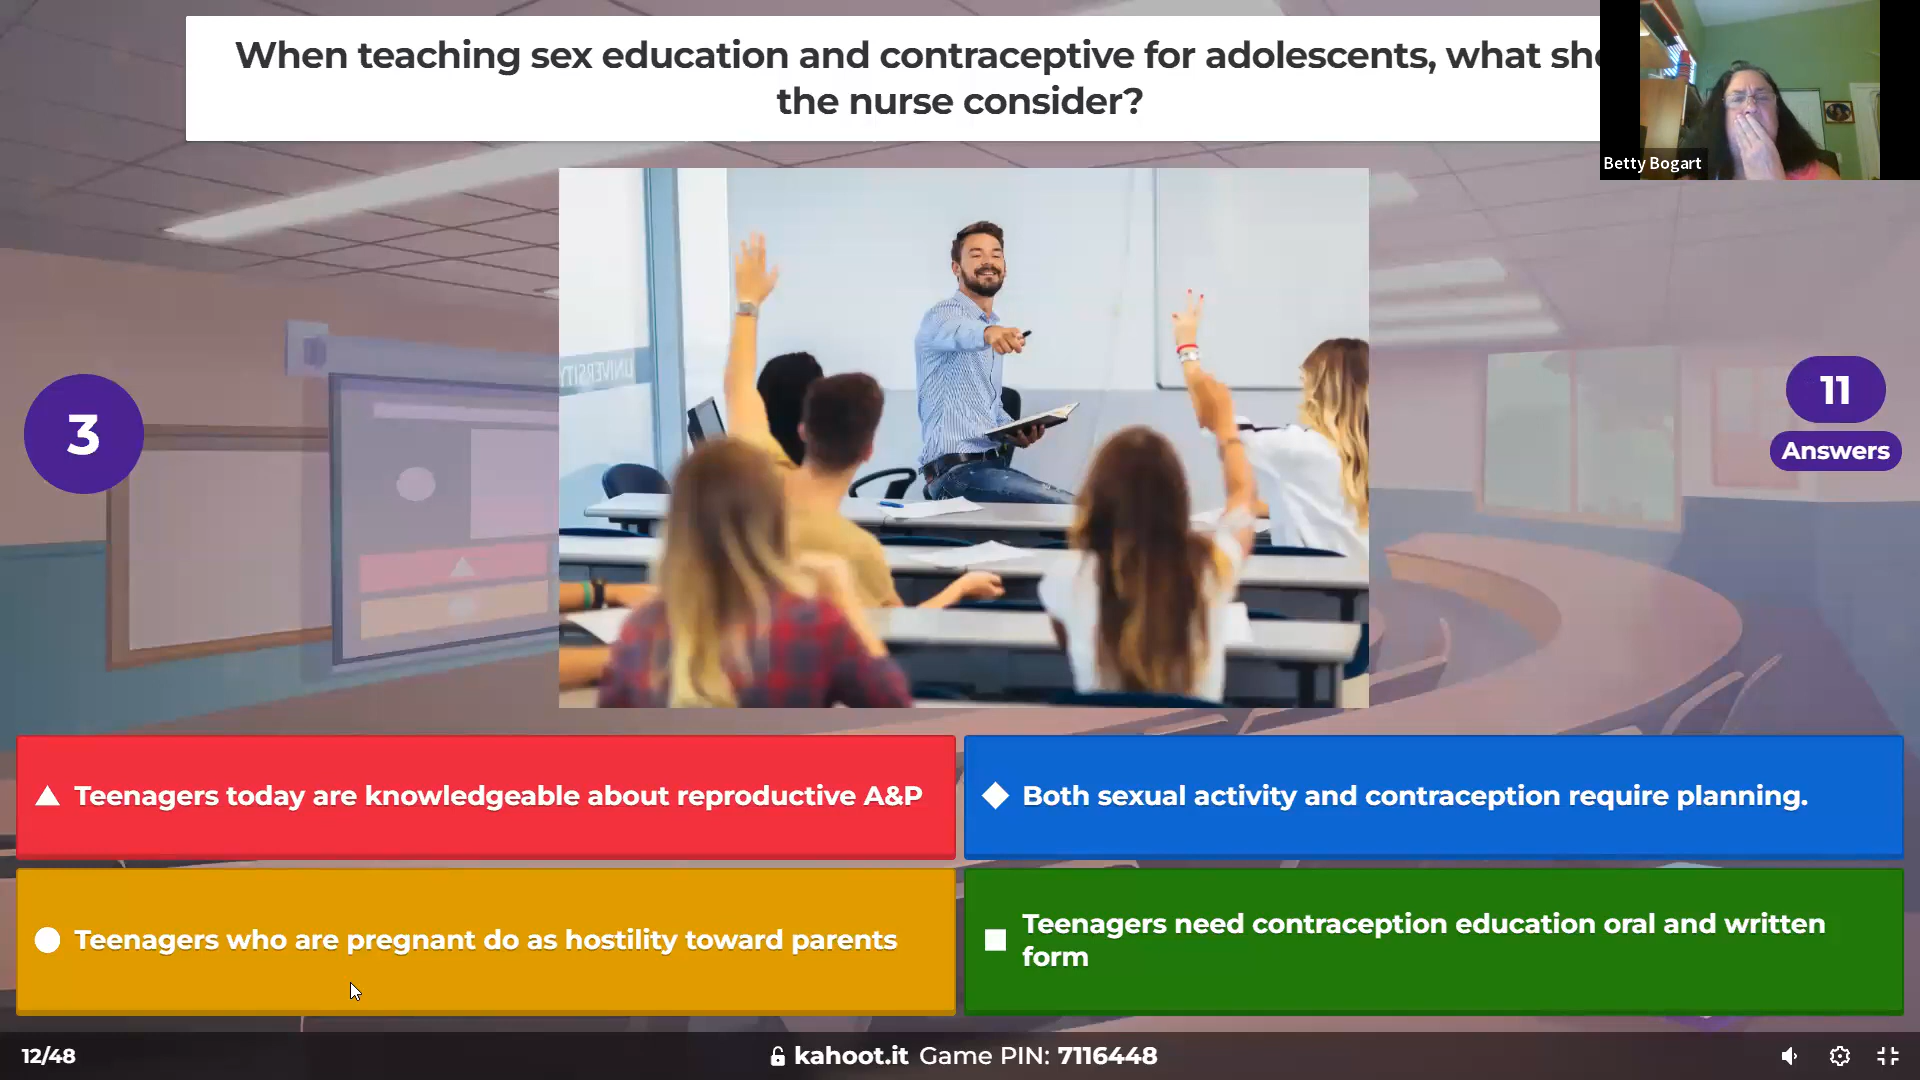 When teaching sex education and contraceptive for adolescents, what sh
the nurse consider?
Betty Bogart
UNIVERSITY
3
11
Answers
Teenagers today are knowledgeable about reproductive A&P
Both sexual activity and contraception require planning.
Teenagers who are pregnant do as hostility toward parents
Teenagers need contraception education oral and written
form
12/48
kahoot.it Game PIN: 7116448